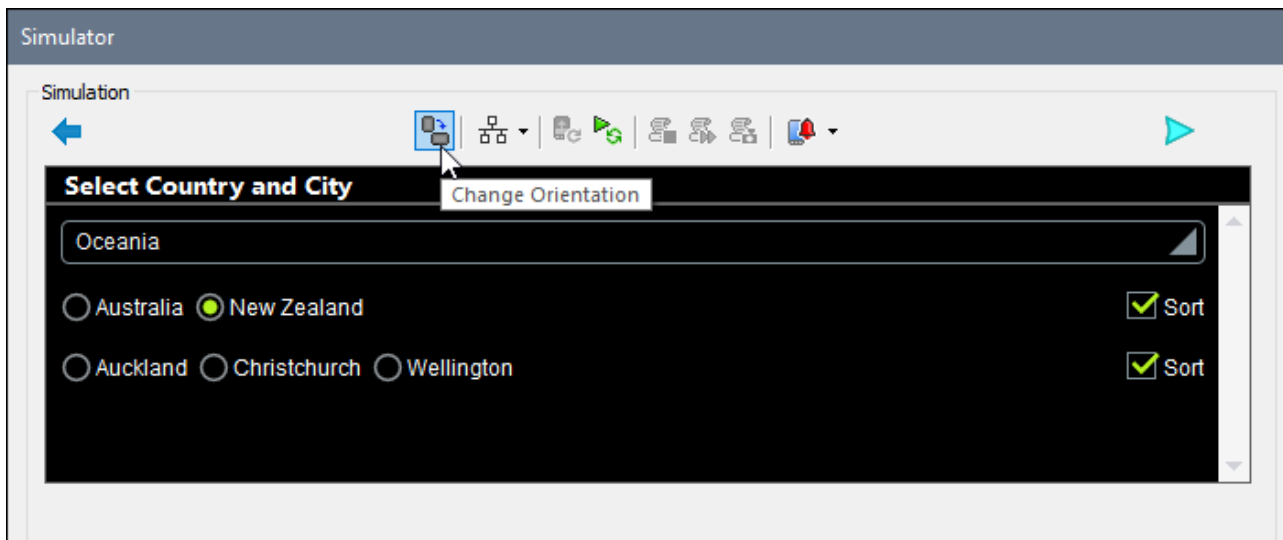 Simulator
Simulation
Select Country and City
Change Orientation
Oceania
Australia New Zealand Sort
Auckland Christchurch Wellington Sort